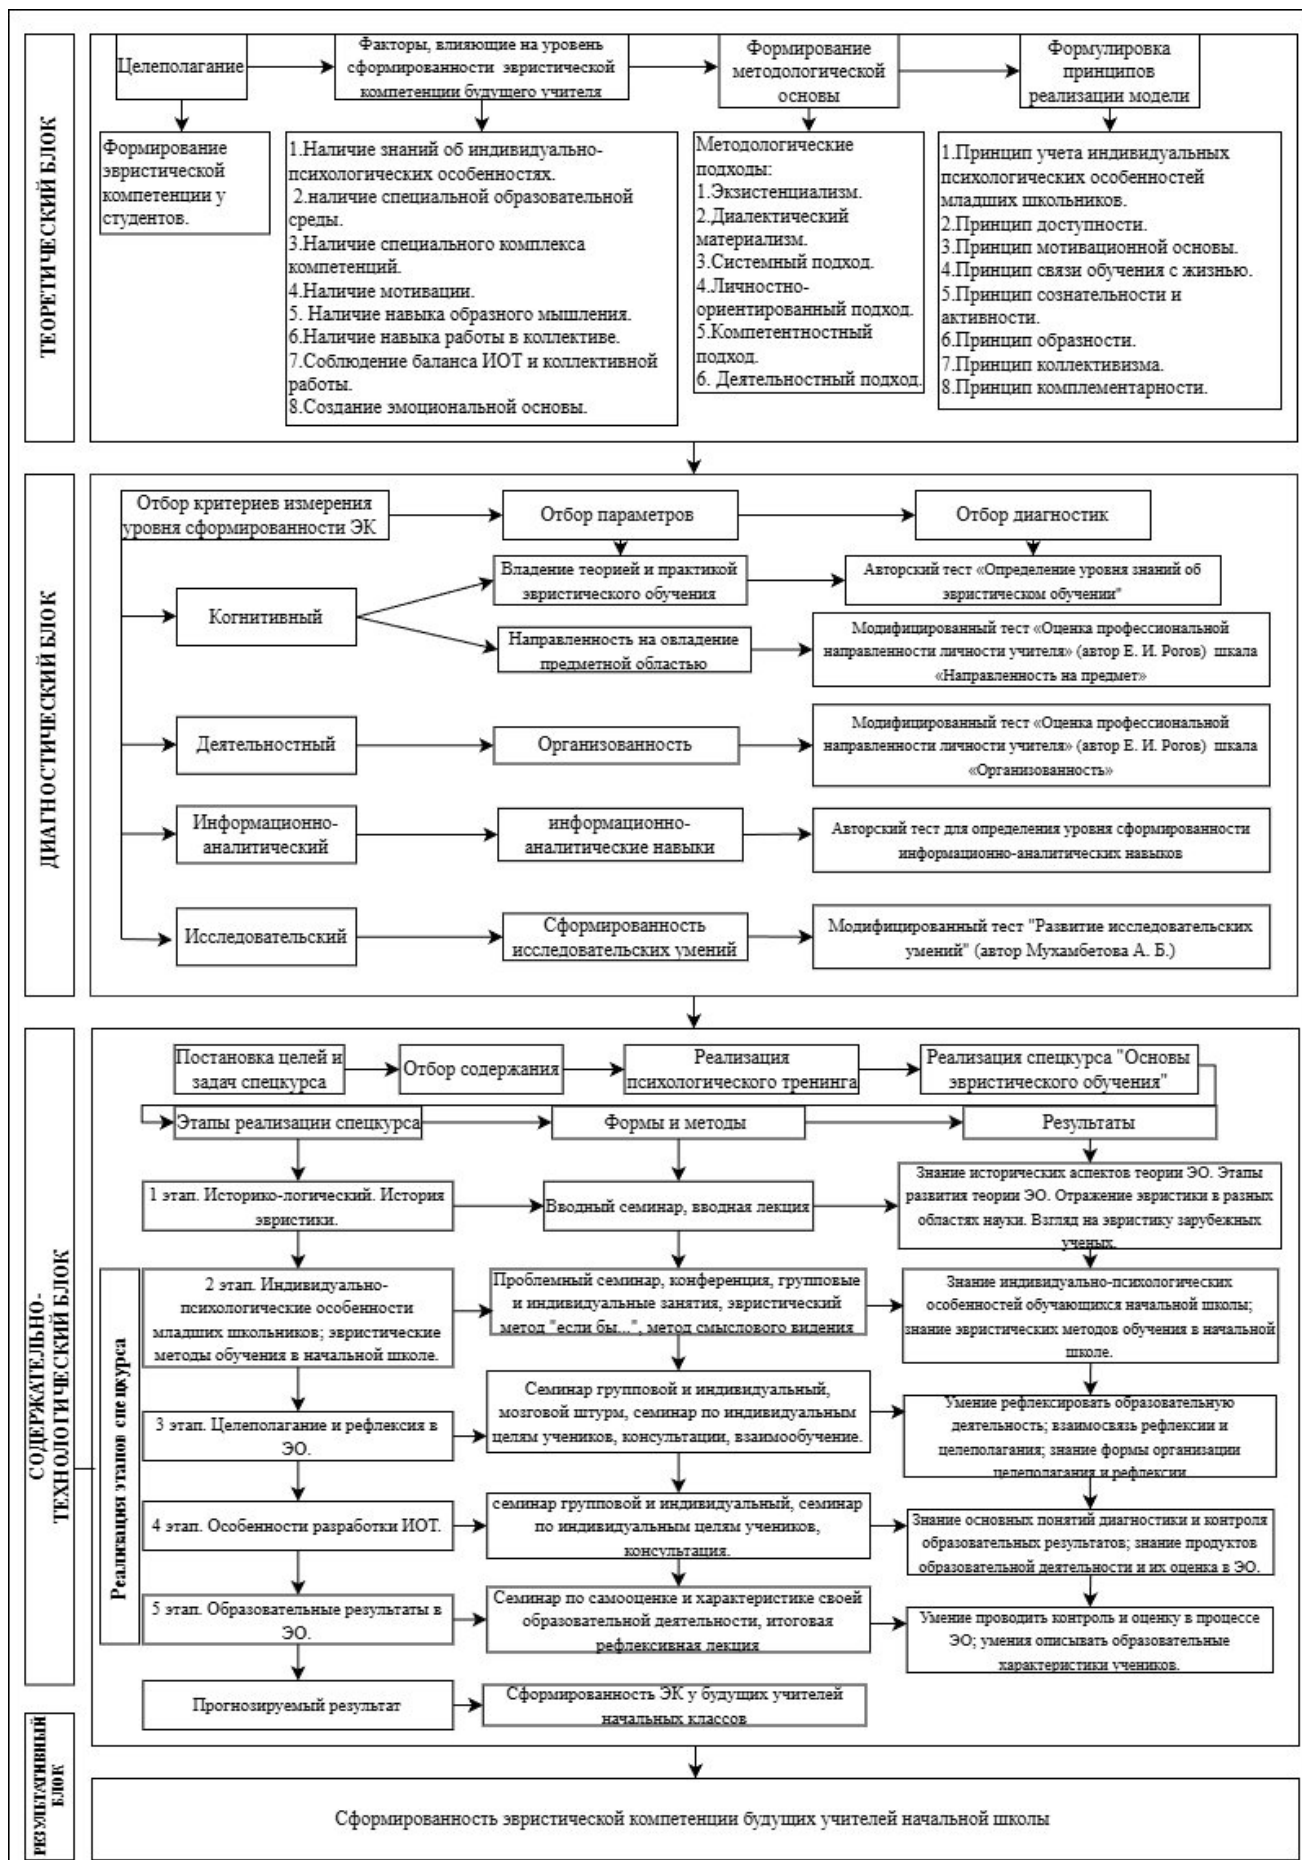 ТЕОРЕТИЧЕСКИЙ БЛОК
Целеполагание
Факторы, влияющие на уровень
сформированности эвристической
компетенции будущего учителя
Формирование
методологической
основы
Формулировка
принципов
реализации модели
Формирование
эвристической
компетенции у
студентов.
1.Наличие знаний об индивидуально-
психологических особенностях.
2.наличие специальной образовательной
среды.
3.Наличие специального комплекса
компетенций.
4.Наличие мотивации.
5. Наличие навыка образного мышления.
6.Наличие навыка работы в коллективе.
7.Соблюдение баланса ИОТ и коллективной
работы.
8.Создание эмоциональной основы.
Методологические
подходы:
1.Экзистенциализм.
2.Диалектический
материализм.
3.Системный подход.
4.Личностно-
ориентированный подход.
5.Компетентностный
подход.
6. Деятельностный подход.
1.Принцип учета индивидуальных
психологических особенностей
младших школьников.
2.Принцип доступности.
3.Принцип мотивационной основы.
4.Принцип связи обучения с жизнью.
5.Принцип сознательности и
активности.
6.Принцип образности.
7.Принцип коллективизма.
8.Принцип комплементарности.
ДИАГНОСТИЧЕСКИЙ БЛОК
Отбор критериев измерения
уровня сформированности ЭК
Отбор параметров
Отбор диагностик
Когнитивный
Владение теорией и практикой
эвристического обучения
Авторский тест «Определение уровня знаний об
эвристическом обучении"
Направленность на овладение
предметной областью
Модифицированный тест «Оценка профессиональной
направленности личности учителя» (автор Е. И. Рогов) шкала
«Направленность на предмет»
Деятельностный
Организованность
Модифицированный тест «Оценка профессиональной
направленности личности учителя» (автор Е. И. Рогов) шкала
«Организованность»
Информационно-
аналитический
информационно-
аналитические навыки
Авторский тест для определения уровня сформированности
информационно-аналитических навыков
Исследовательский
Сформированность
исследовательских умений
Модифицированный тест "Развитие исследовательских
умений" (автор Мухамбетова А. Б.)
СОДЕРЖАТЕЛЬНО-
ТЕХНОЛОГИЧЕСКИЙ БЛОК
Постановка целей и
задач спецкурса
Отбор содержания
Реализация
психологического тренинга
Реализация спецкурса "Основы
эвристического обучения"
Этапы реализации спецкурса
Формы и методы
Результаты
1 этап. Историко-логический. История
эвристики.
Вводный семинар, вводная лекция
Знание исторических аспектов теории ЭО. Этапы
развития теории ЭО. Отражение эвристики в разных
областях науки. Взгляд на эвристику зарубежных
ученых.
Реализация этапов спецкурса
2 этап. Индивидуально-
психологические особенности
младших школьников; эвристические
методы обучения в начальной школе.
Проблемный семинар, конференция, групповые
и индивидуальные занятия, эвристический
метод "если бы...", метод смыслового видения
Знание индивидуально-психологических
особенностей обучающихся начальной школы;
знание эвристических методов обучения в начальной
школе.
3 этап. Целеполагание и рефлексия в
ЭО.
Семинар групповой и индивидуальный,
мозговой штурм, семинар по индивидуальным
целям учеников, консультации, взаимообучение.
Умение рефлексировать образовательную
деятельность; взаимосвязь рефлексии и
целеполагания; знание формы организации
целеполагания и рефлексии
4 этап. Особенности разработки ИОТ.
семинар групповой и индивидуальный, семинар
по индивидуальным целям учеников,
консультация.
Знание основных понятий диагностики и контроля
образовательных результатов; знание продуктов
образовательной деятельности и их оценка в ЭО.
5 этап. Образовательные результаты в
ЭО.
Семинар по самооценке и характеристике своей
образовательной деятельности, итоговая
рефлексивная лекция
Умение проводить контроль и оценку в процессе
ЭО; умения описывать образовательные
характеристики учеников.
Прогнозируемый результат
Сформированность ЭК у будущих учителей
начальных классов
РЕЗУЛЬТАТИВНЫЙ
БЛОК
Сформированность эвристической компетенции будущих учителей начальной школы